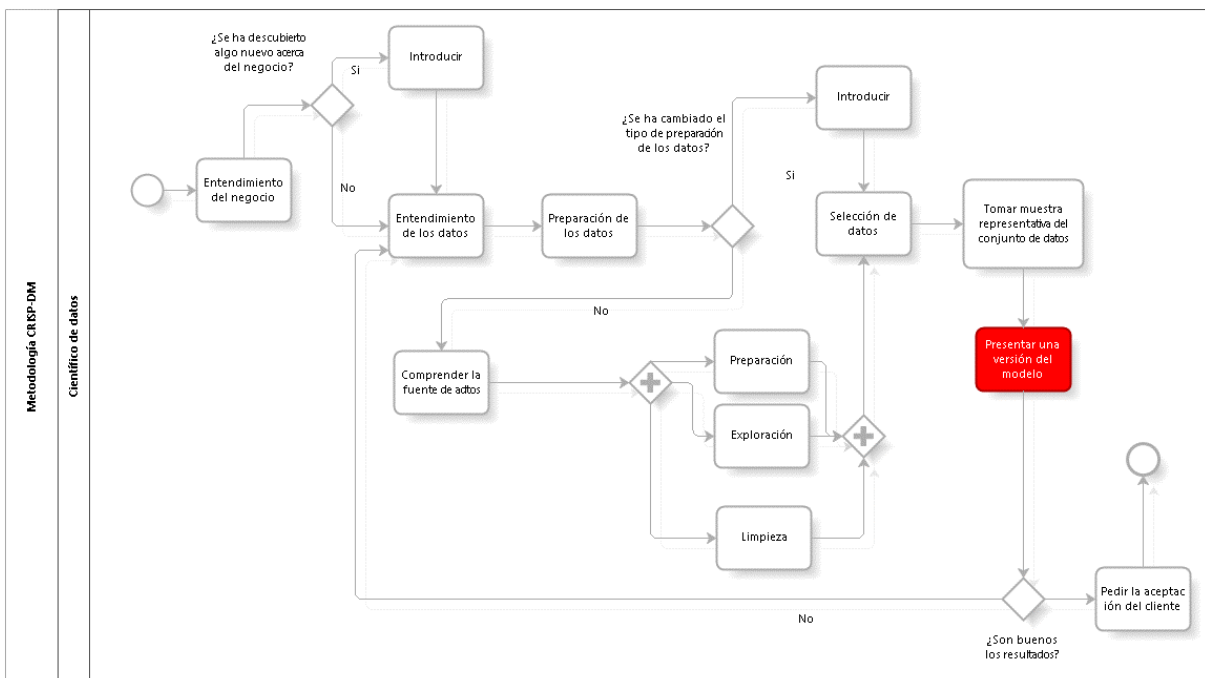 Metodología CRISP-DM
Científico de datos
¿Se ha descubierto
algo nuevo acerca
del negocio?
Si
Introducir
No
Entendimiento
del negocio
Entendimiento
de los datos
Preparación de
los datos
¿Se ha cambiado el
tipo de preparación
de los datos?
Introducir
Si
Selección de
datos
Tomar muestra
representativa del
conjunto de datos
No
Comprender la
fuente de adtos
Preparación
Exploración
Limpieza
Presentar una
versión del
modelo
No
¿Son buenos
los resultados?
Pedir la aceptac
ión del cliente